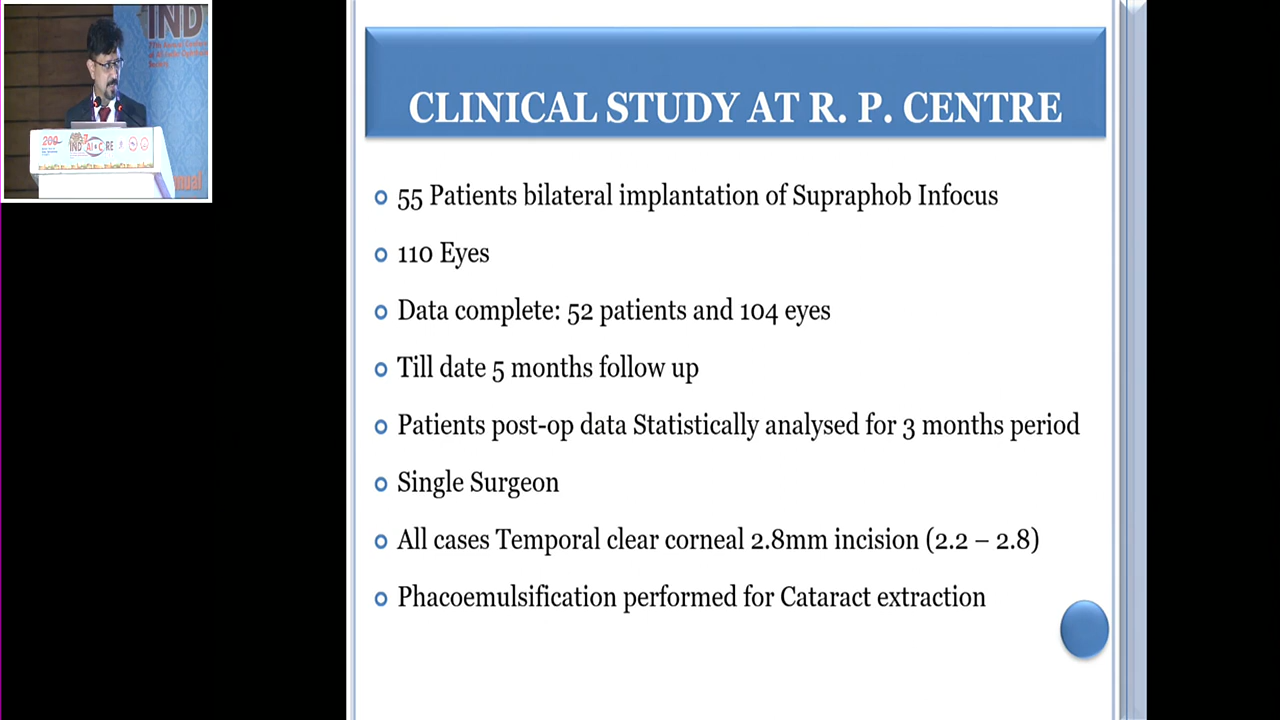 IND
CLINICAL STUDY AT R. P. CENTRE
55 Patients bilateral implantation of Supraphob Infocus
110 Eyes
Data complete: 52 patients and 104 eyes
Till date 5 months follow up
Patients post-op data Statistically analysed for 3 months period
Single Surgeon
All cases Temporal clear corneal 2.8mm incision (2.2 – 2.8)
Phacoemulsification performed for Cataract extraction